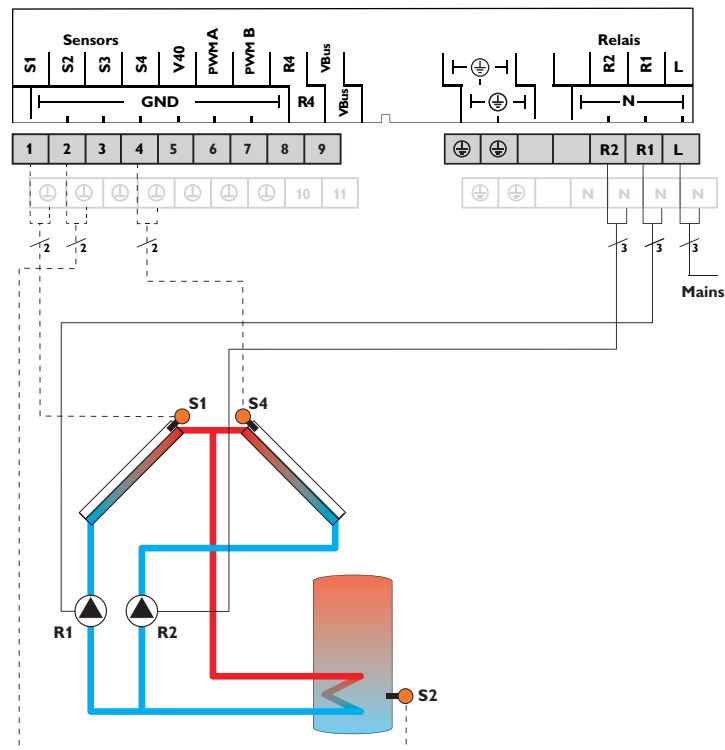 Sensors
Relais
S1 S2 S3 S4 V40 PWM A PWM B R4 VBus
R2 R1 L
GND R4 VBus
N
1 2 3 4 5 6 7 8 9
R2 R1 L
10 11
N N N N
2 2 2
3 3 3
Mains
S1 S4
R1 R2
S2